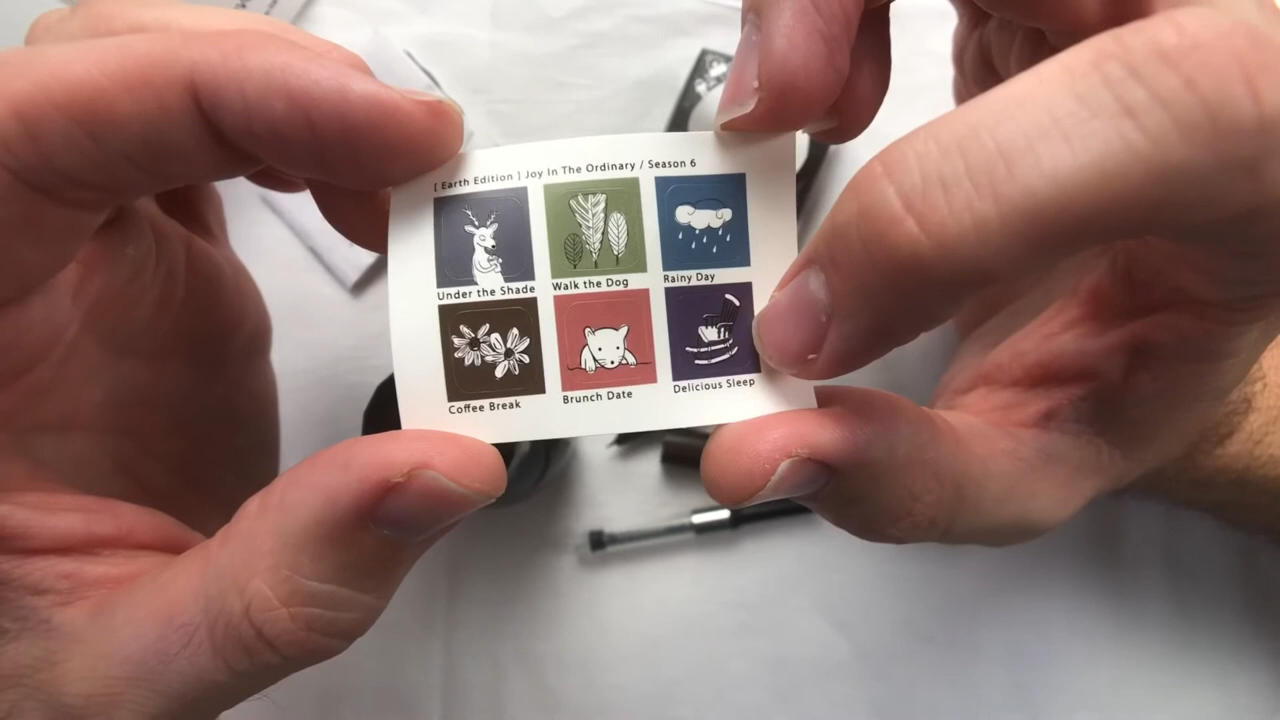 [ Earth Edition ] Joy In The Ordinary / Season 6
Under the Shade
Walk the Dog
Rainy Day
Coffee Break
Brunch Date
Delicious Sleep